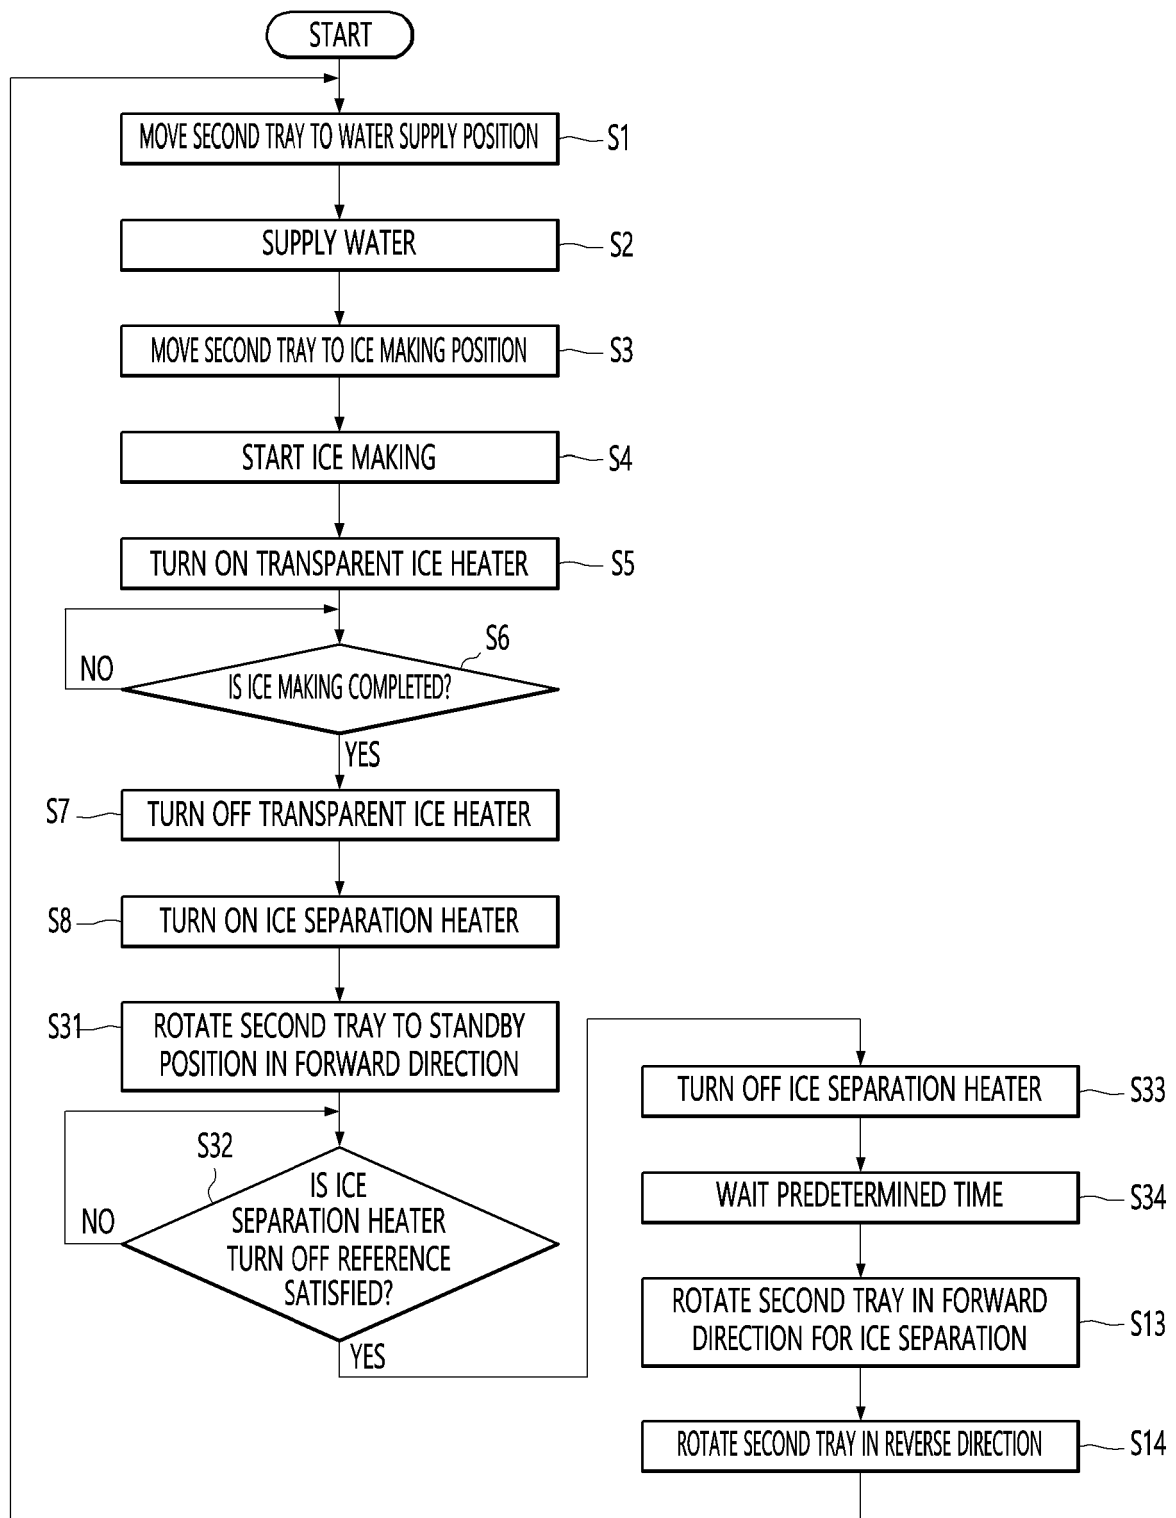 START
MOVE SECOND TRAY TO WATER SUPPLY POSITION
S1
SUPPLY WATER
S2
MOVE SECOND TRAY TO ICE MAKING POSITION
S3
START ICE MAKING
S4
TURN ON TRANSPARENT ICE HEATER
S5
S6
NO
IS ICE MAKING COMPLETED?
YES
S7
TURN OFF TRANSPARENT ICE HEATER
S8
TURN ON ICE SEPARATION HEATER
S31
ROTATE SECOND TRAY TO STANDBY
POSITION IN FORWARD DIRECTION
S32
NO
IS ICE
SEPARATION HEATER
TURN OFF REFERENCE
SATISFIED?
YES
TURN OFF ICE SEPARATION HEATER
S33
WAIT PREDETERMINED TIME
S34
ROTATE SECOND TRAY IN FORWARD
DIRECTION FOR ICE SEPARATION
S13
ROTATE SECOND TRAY IN REVERSE DIRECTION
S14